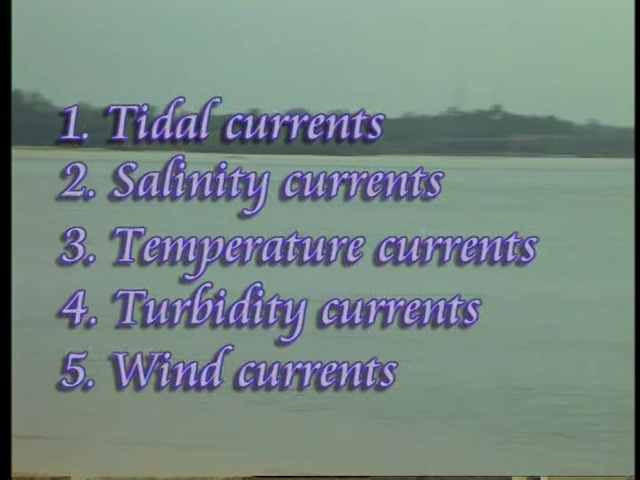 1. Tidal currents
2. Salinity currents
3. Temperature currents
4. Turbidity currents
5. Wind currents